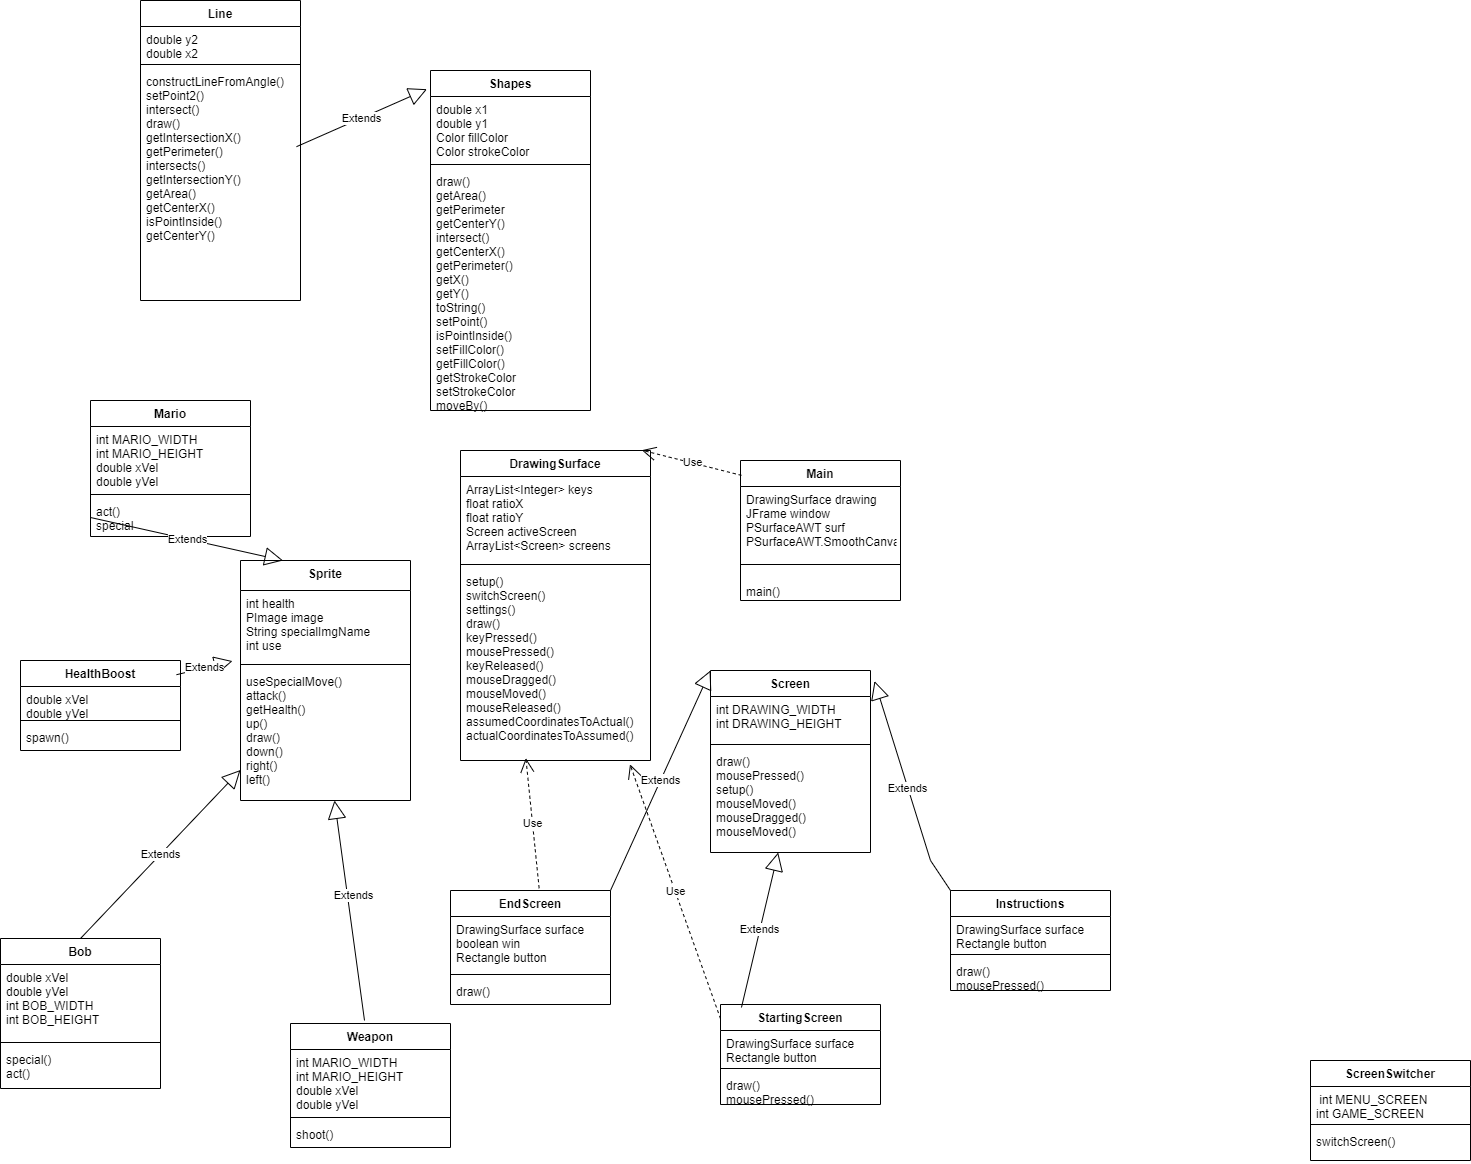 Line
double y2
double x2
constructLineFromAngle()
setPoint2()
intersect()
draw()
getIntersectionX()
getPerimeter()
intersects()
getIntersectionY()
getArea()
getCenterX()
isPointInside()
getCenterY()
Extends
Shapes
double x1
double y1
Color fillColor
Color strokeColor
draw()
getArea()
getPerimeter
getCenterY()
intersect()
getCenterX()
getPerimeter()
getX()
getY()
toString()
setPoint()
isPointInside()
setFillColor()
getFillColor()
getStrokeColor
setStrokeColor
moveBy()
Mario
int MARIO_WIDTH
int MARIO_HEIGHT
double xVel
double yVel
act()
special
Extends
Sprite
int health
PImage image
String specialImgName
int use
useSpecialMove()
attack()
getHealth()
up()
draw()
down()
right()
left()
HealthBoost
double xVel
double yVel
spawn()
Extends
Extends
Extends
Bob
double xVel
double yVel
int BOB_WIDTH
int BOB_HEIGHT
special()
act()
Weapon
int MARIO_WIDTH
int MARIO_HEIGHT
double xVel
double yVel
shoot()
DrawingSurface
ArrayList<Integer> keys
float ratioX
float ratioY
Screen activeScreen
ArrayList<Screen> screens
setup()
switchScreen()
settings()
draw()
keyPressed()
mousePressed()
keyReleased()
mouseDragged()
mouseMoved()
mouseReleased()
assumedCoordinatesToActual()
actualCoordinatesToAssumed()
Use
Main
DrawingSurface drawing
JFrame window
PSurfaceAWT surf
PSurfaceAWT.SmoothCanva
main()
Screen
int DRAWING_WIDTH
int DRAWING_HEIGHT
draw()
mousePressed()
setup()
mouseMoved()
mouseDragged()
mouseMoved()
Extends
Extends
Use
Use
Extends
EndScreen
DrawingSurface surface
boolean win
Rectangle button
draw()
StartingScreen
DrawingSurface surface
Rectangle button
draw()
mousePressed()
Instructions
DrawingSurface surface
Rectangle button
draw()
mousePressed()
ScreenSwitcher
int MENU_SCREEN
int GAME_SCREEN
switchScreen()